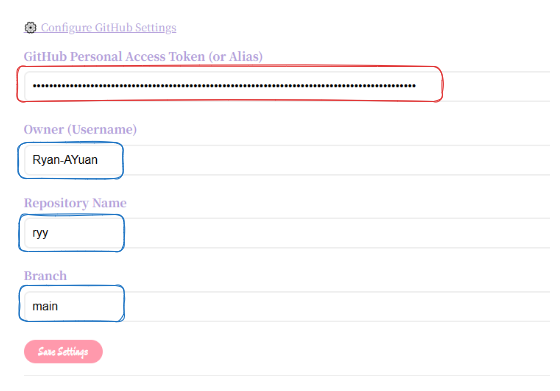 Configure GitHub Settings
GitHub Personal Access Token (or Alias)
••••••••••••••••••••••••••••••••••••••••••••••••••••••••••••••••••••••••••••••••••••••••••••
Owner (Username)
Ryan-AYuan
Repository Name
ryy
Branch
main
Save Settings